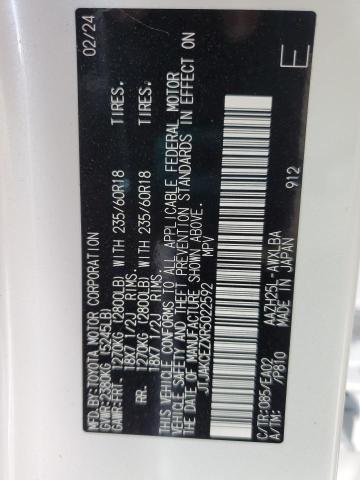 MFD.BY:TOYOTA MOTOR CORPORATION 02/24
GVWR:2380KG (5245LB)
GAWR:FRT- 1270KG (2800LB) WITH 235/60R18 TIRES.
18X7 1/2J RIMS.
RR. 1270KG (2800LB) WITH 235/60R18 TIRES.
18X7 1/2J RIMS.
THIS VEHICLE CONFORMS TO ALL APPLICABLE FEDERAL MOTOR
VEHICLE SAFETY AND THEFT PREVENTION STANDARDS IN EFFECT ON
THE DATE OF MANUFACTURE SHOWN ABOVE.
MPV
C/TR:085/EA02 AAZH25L-AWXLBA
A/TM: /P810 MADE IN JAPAN 912
E